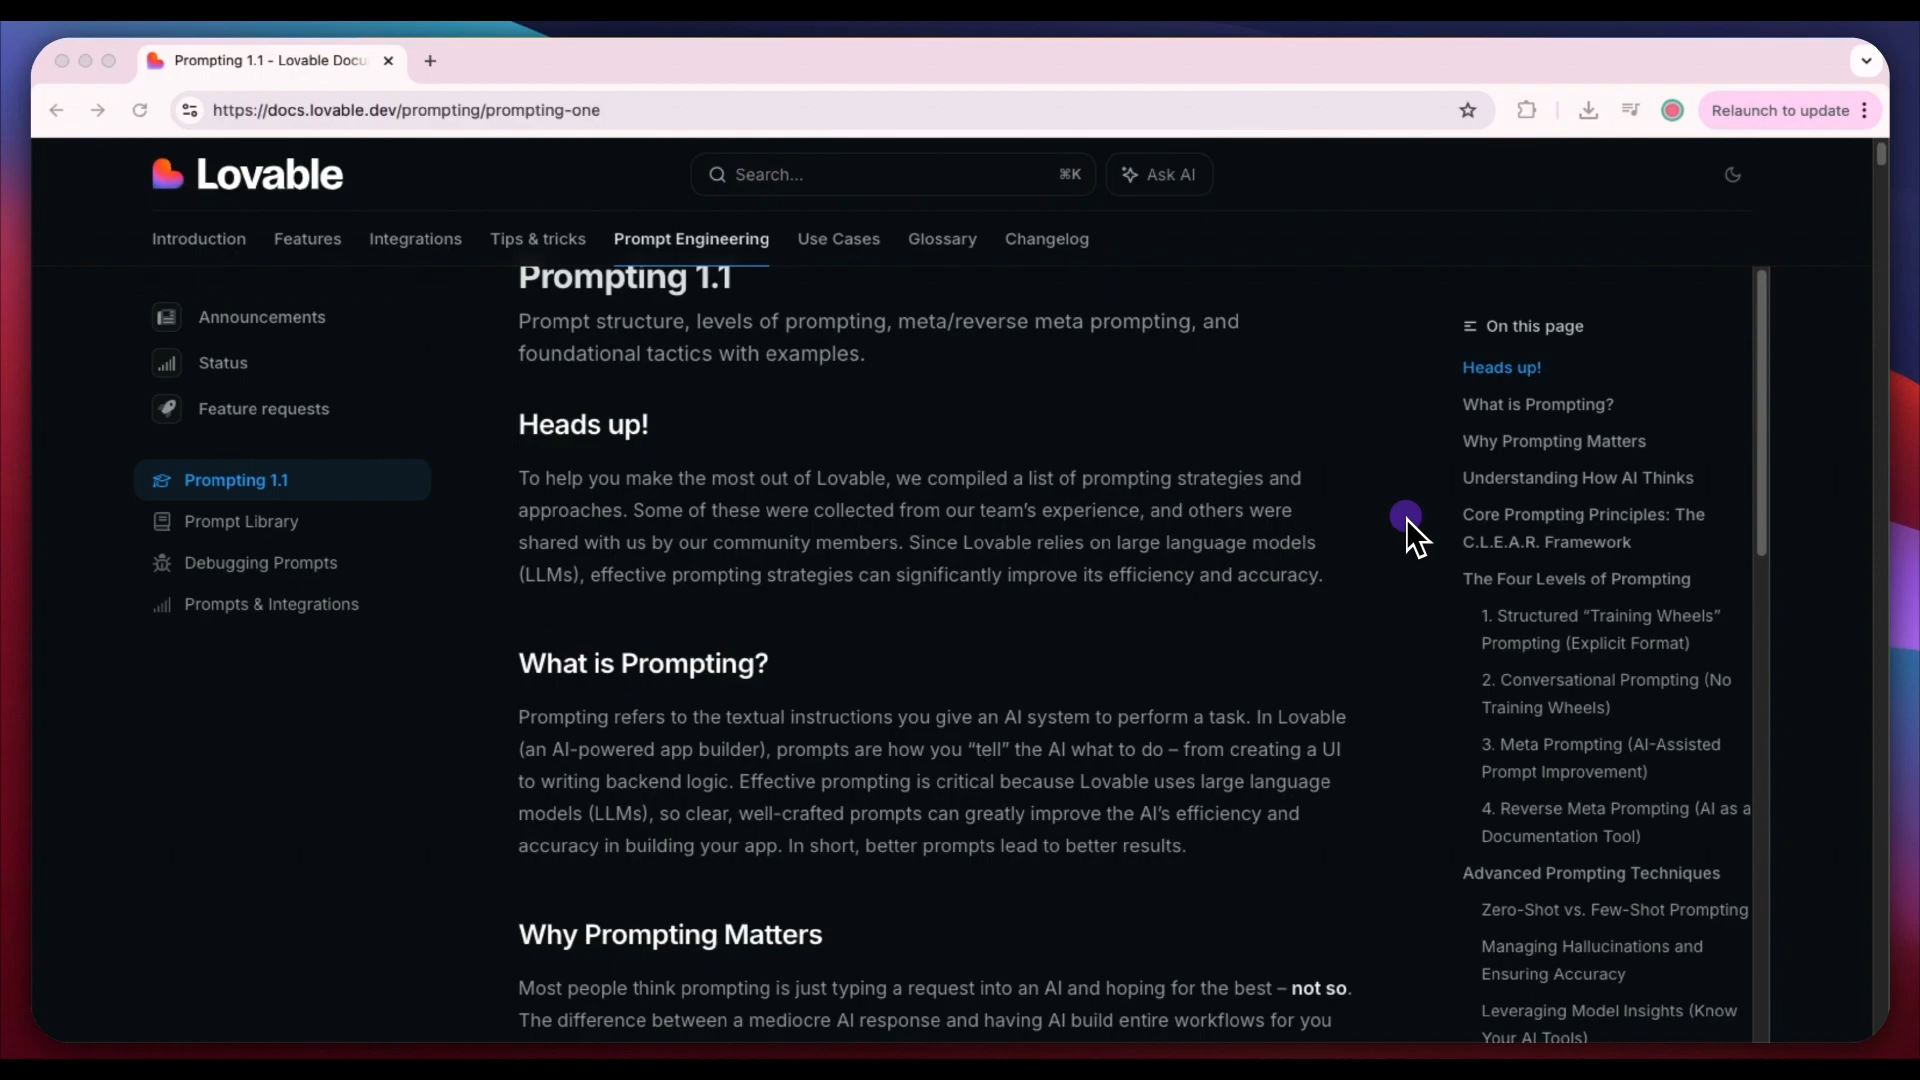 Prompting 1.1 - Lovable Docu
https://docs.lovable.dev/prompting/prompting-one
Relaunch to update
Lovable
Search...
⌘K
Ask AI
Introduction
Features
Integrations
Tips & tricks
Prompt Engineering
Use Cases
Glossary
Changelog
Announcements
Status
Feature requests
Prompting 1.1
Prompt Library
Debugging Prompts
Prompts & Integrations
Prompting 1.1
Prompt structure, levels of prompting, meta/reverse meta prompting, and
foundational tactics with examples.
Heads up!
To help you make the most out of Lovable, we compiled a list of prompting strategies and
approaches. Some of these were collected from our team’s experience, and others were
shared with us by our community members. Since Lovable relies on large language models
(LLMs), effective prompting strategies can significantly improve its efficiency and accuracy.
What is Prompting?
Prompting refers to the textual instructions you give an AI system to perform a task. In Lovable
(an AI-powered app builder), prompts are how you “tell” the AI what to do – from creating a UI
to writing backend logic. Effective prompting is critical because Lovable uses large language
models (LLMs), so clear, well-crafted prompts can greatly improve the AI’s efficiency and
accuracy in building your app. In short, better prompts lead to better results.
Why Prompting Matters
Most people think prompting is just typing a request into an AI and hoping for the best – not so.
The difference between a mediocre AI response and having AI build entire workflows for you
On this page
Heads up!
What is Prompting?
Why Prompting Matters
Understanding How AI Thinks
Core Prompting Principles: The
C.L.E.A.R. Framework
The Four Levels of Prompting
1. Structured “Training Wheels”
Prompting (Explicit Format)
2. Conversational Prompting (No
Training Wheels)
3. Meta Prompting (AI-Assisted
Prompt Improvement)
4. Reverse Meta Prompting (AI as a
Documentation Tool)
Advanced Prompting Techniques
Zero-Shot vs. Few-Shot Prompting
Managing Hallucinations and
Ensuring Accuracy
Leveraging Model Insights (Know
Your AI Tools)